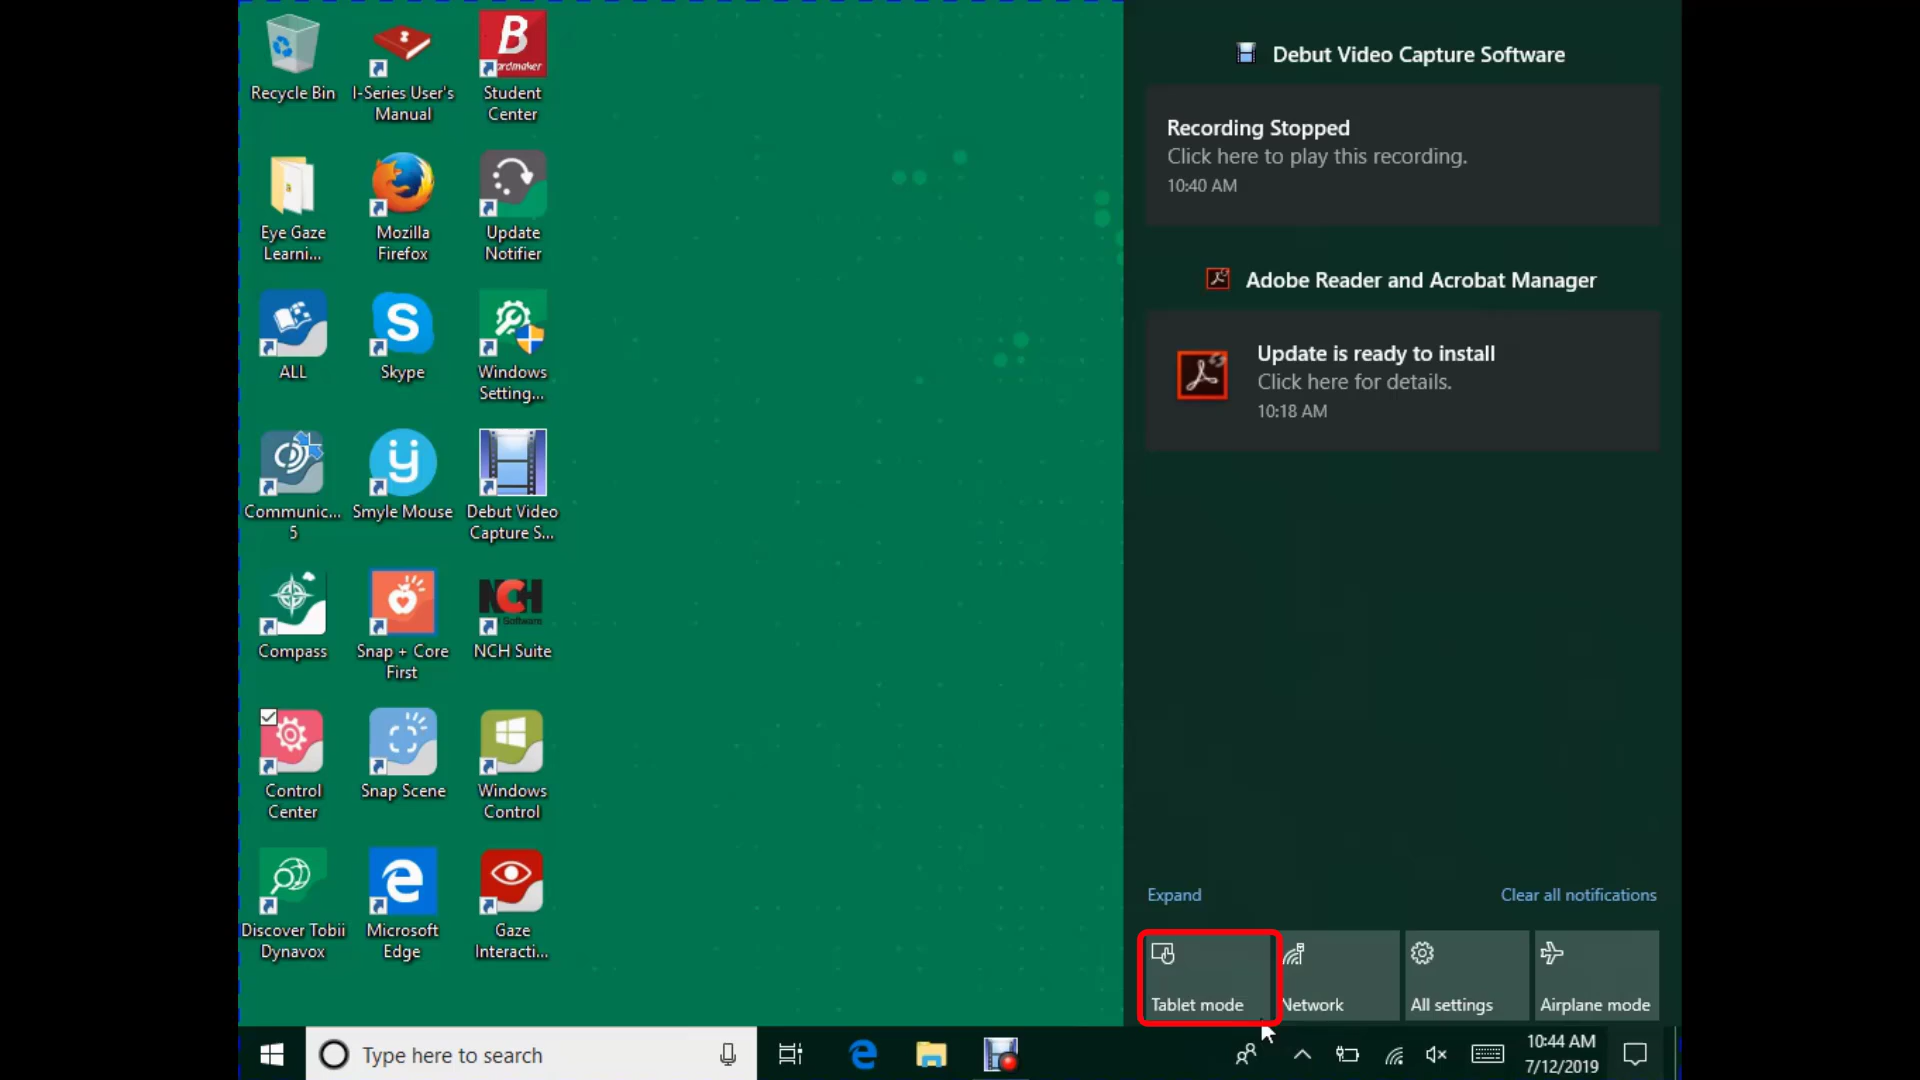 Recycle Bin
I-Series User's
Manual
B
ardmaker
Student
Center
Eye Gaze
Learni...
Mozilla
Firefox
Update
Notifier
ALL
S
Skype
Windows
Setting...
Communic...
5
Smyle Mouse
Debut Video
Capture S...
Compass
Snap + Core
First
NCH
Software
NCH Suite
Control
Center
Snap Scene
Windows
Control
Discover Tobii
Dynavox
Microsoft
Edge
Gaze
Interacti...
Debut Video Capture Software
Recording Stopped
Click here to play this recording.
10:40 AM
Adobe Reader and Acrobat Manager
Update is ready to install
Click here for details.
10:18 AM
Expand
Clear all notifications
Tablet mode
Network
All settings
Airplane mode
Type here to search
10:44 AM
7/12/2019